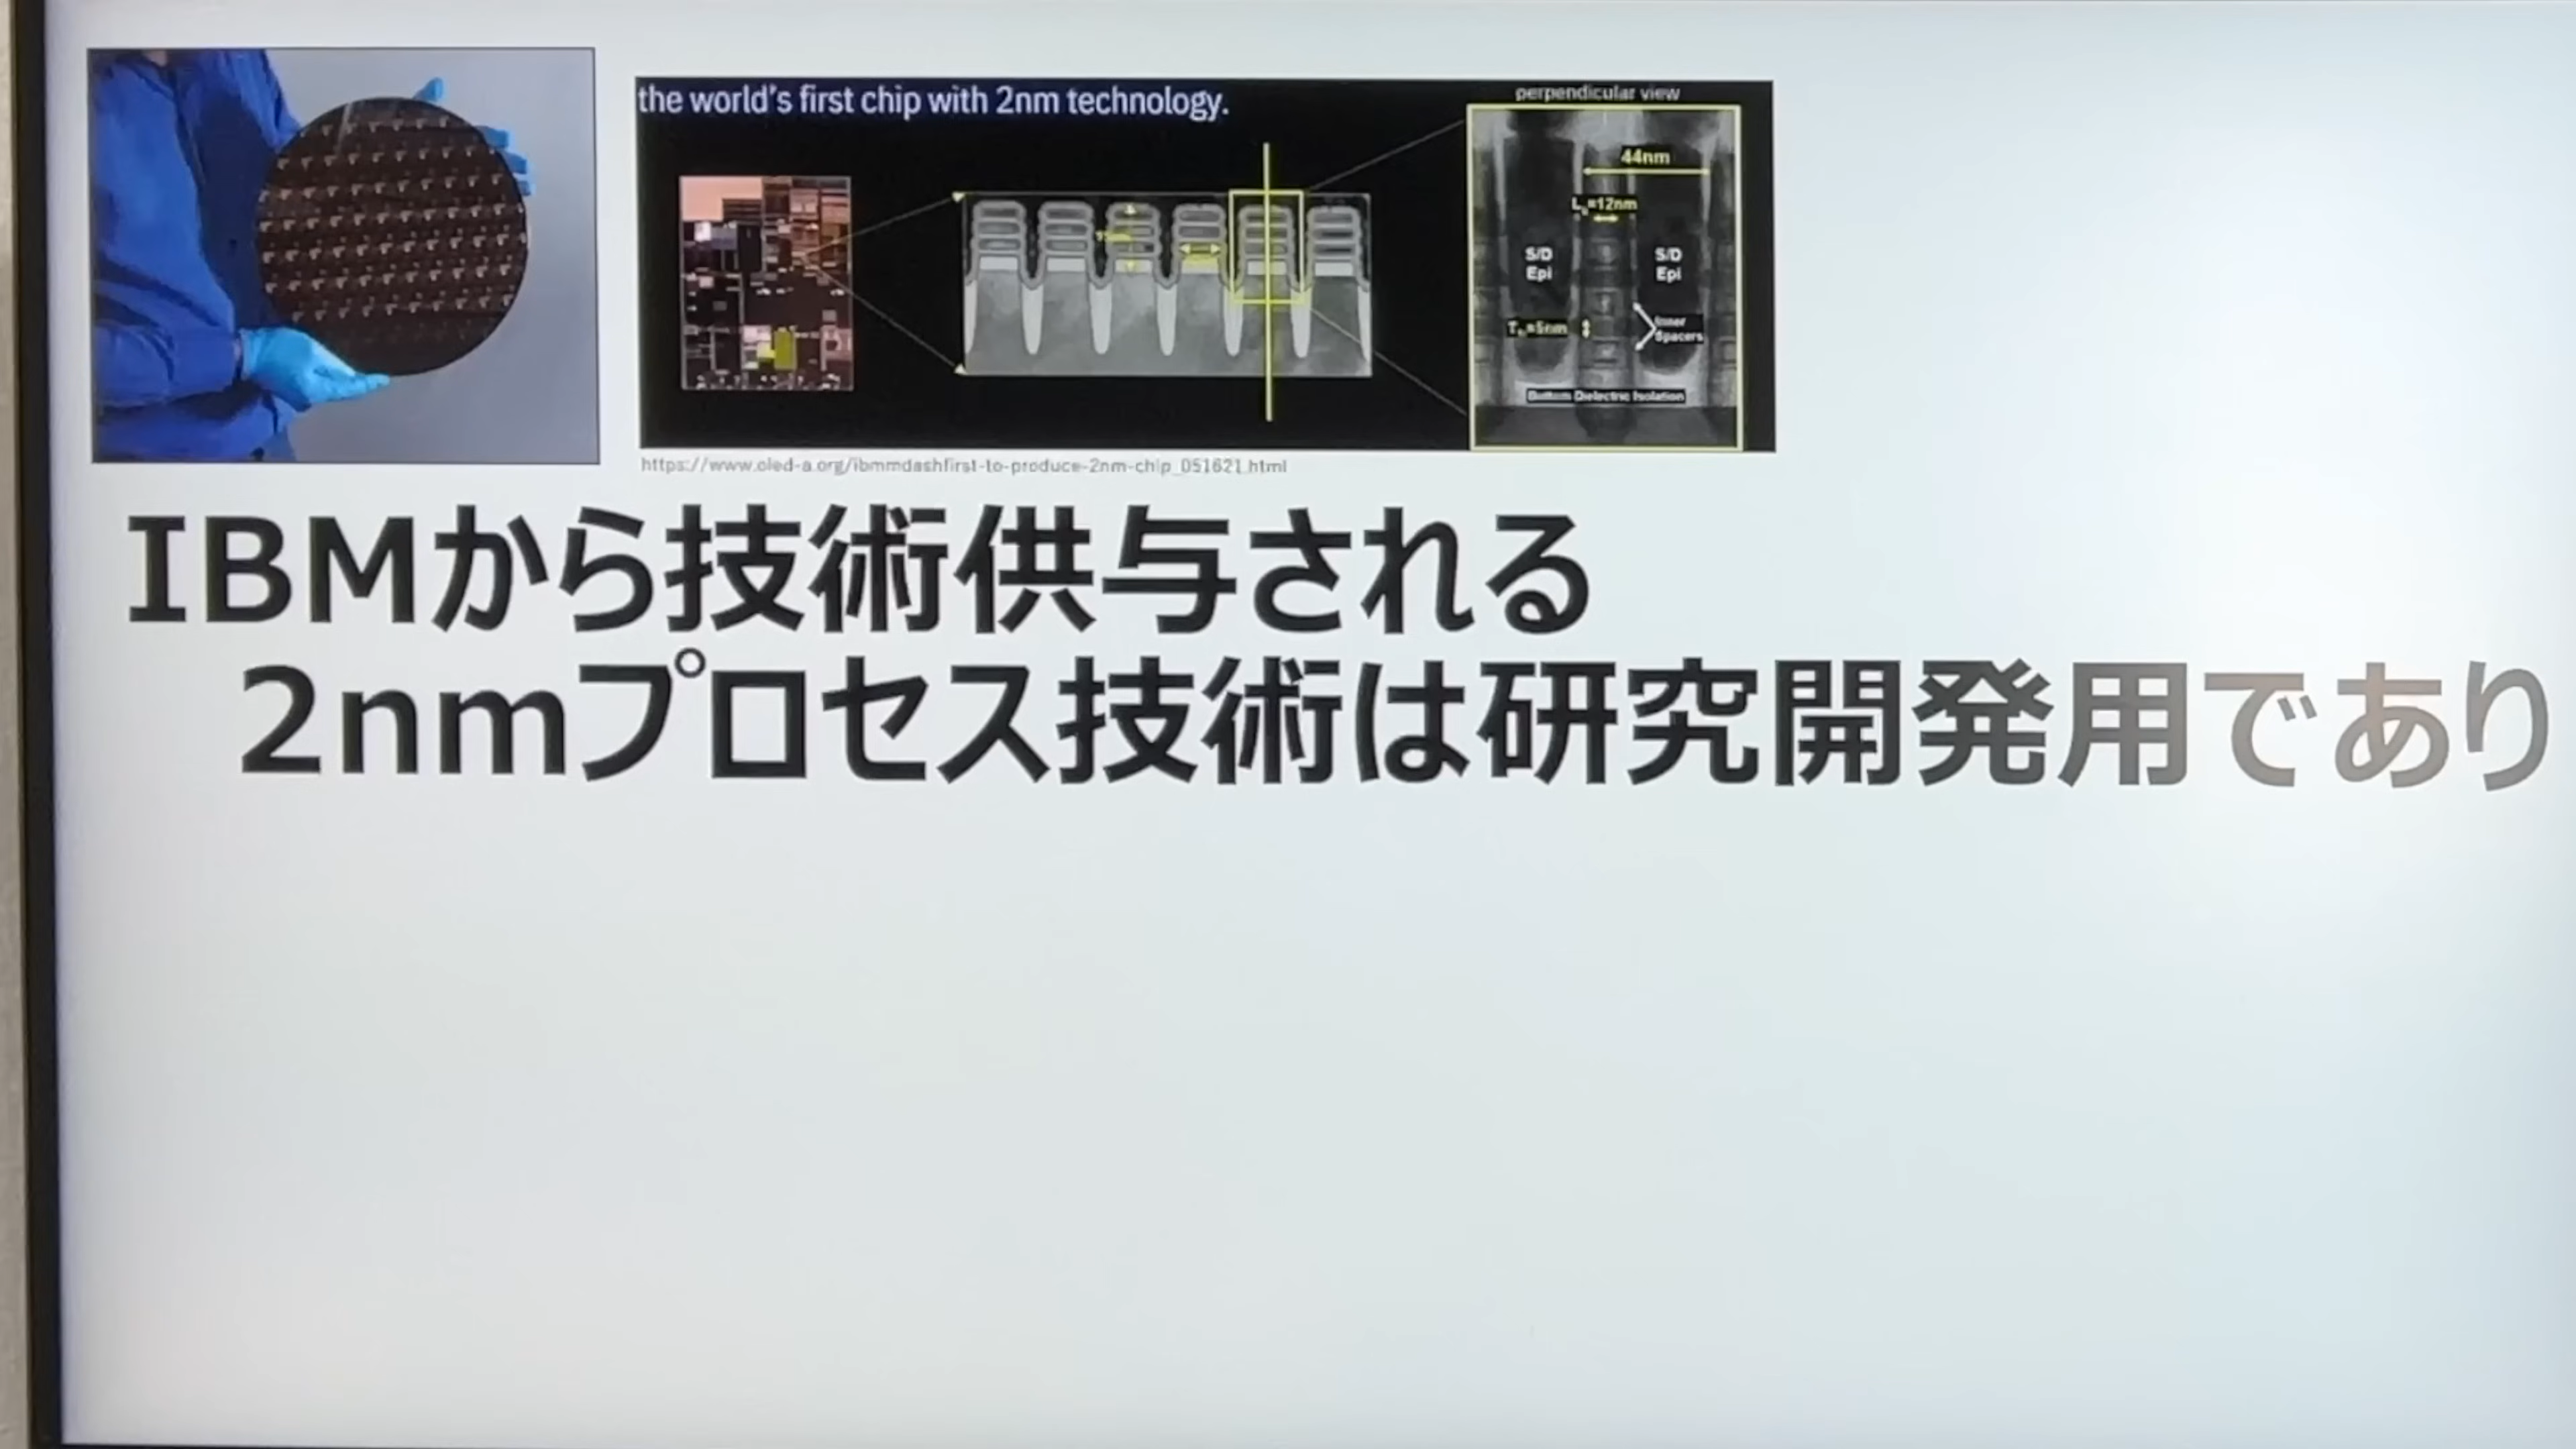 the world's first chip with 2nm technology.
perpendicular view
44nm
Lg=12nm
S/D Epi
S/D Epi
=5nm
Inner Spacers
Bottom Dielectric Isolation
https://www.oled-a.org/ibmmdashfirst-to-produce-2nm-chip_051621.html
IBMから技術供与される
2nmプロセス技術は研究開発用であり